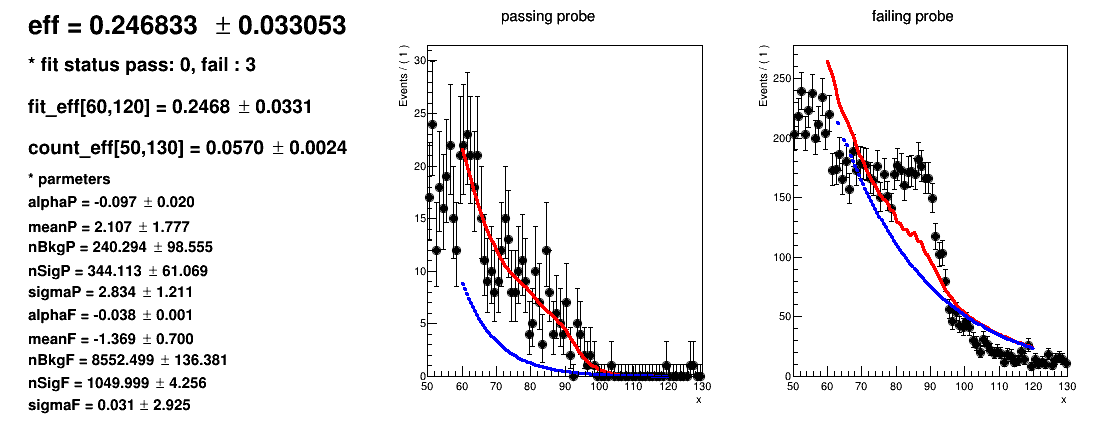 eff = 0.246833 ± 0.033053
* fit status pass: 0, fail : 3
fit_eff[60,120] = 0.2468 ± 0.0331
count_eff[50,130] = 0.0570 ± 0.0024
* parmeters
alphaP = -0.097 ± 0.020
meanP = 2.107 ± 1.777
nBkgP = 240.294 ± 98.555
nSigP = 344.113 ± 61.069
sigmaP = 2.834 ± 1.211
alphaF = -0.038 ± 0.001
meanF = -1.369 ± 0.700
nBkgF = 8552.499 ± 136.381
nSigF = 1049.999 ± 4.256
sigmaF = 0.031 ± 2.925
passing probe
Events / ( 1 )
30
25
20
15
10
5
0
50 60 70 80 90 100 110 120 130
x
failing probe
Events / ( 1 )
250
200
150
100
50
0
50 60 70 80 90 100 110 120 130
x